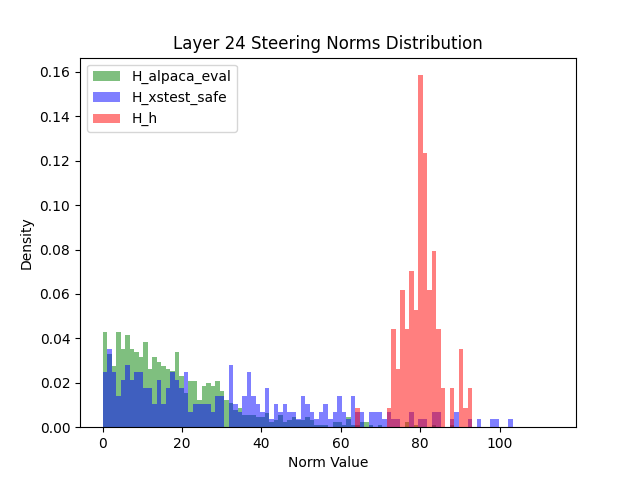 Layer 24 Steering Norms Distribution
H_alpaca_eval
H_xstest_safe
H_h
Density
0.16
0.14
0.12
0.10
0.08
0.06
0.04
0.02
0.00
0
20
40
60
80
100
Norm Value